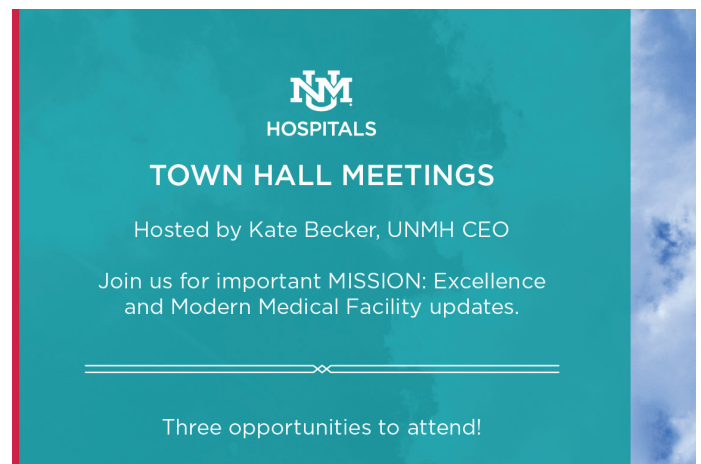 UNM
HOSPITALS
TOWN HALL MEETINGS
Hosted by Kate Becker, UNMH CEO
Join us for important MISSION: Excellence
and Modern Medical Facility updates.
Three opportunities to attend!